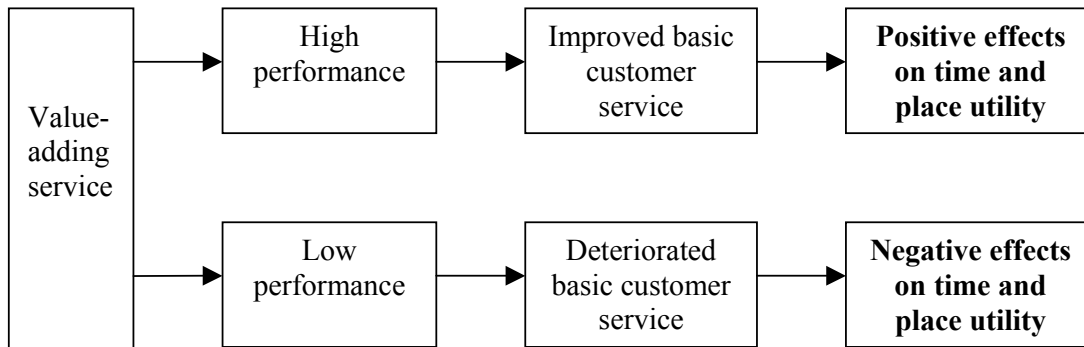 Value-
adding
service
High
performance
Improved basic
customer
service
Positive effects
on time and
place utility
Low
performance
Deteriorated
basic customer
service
Negative effects
on time and
place utility